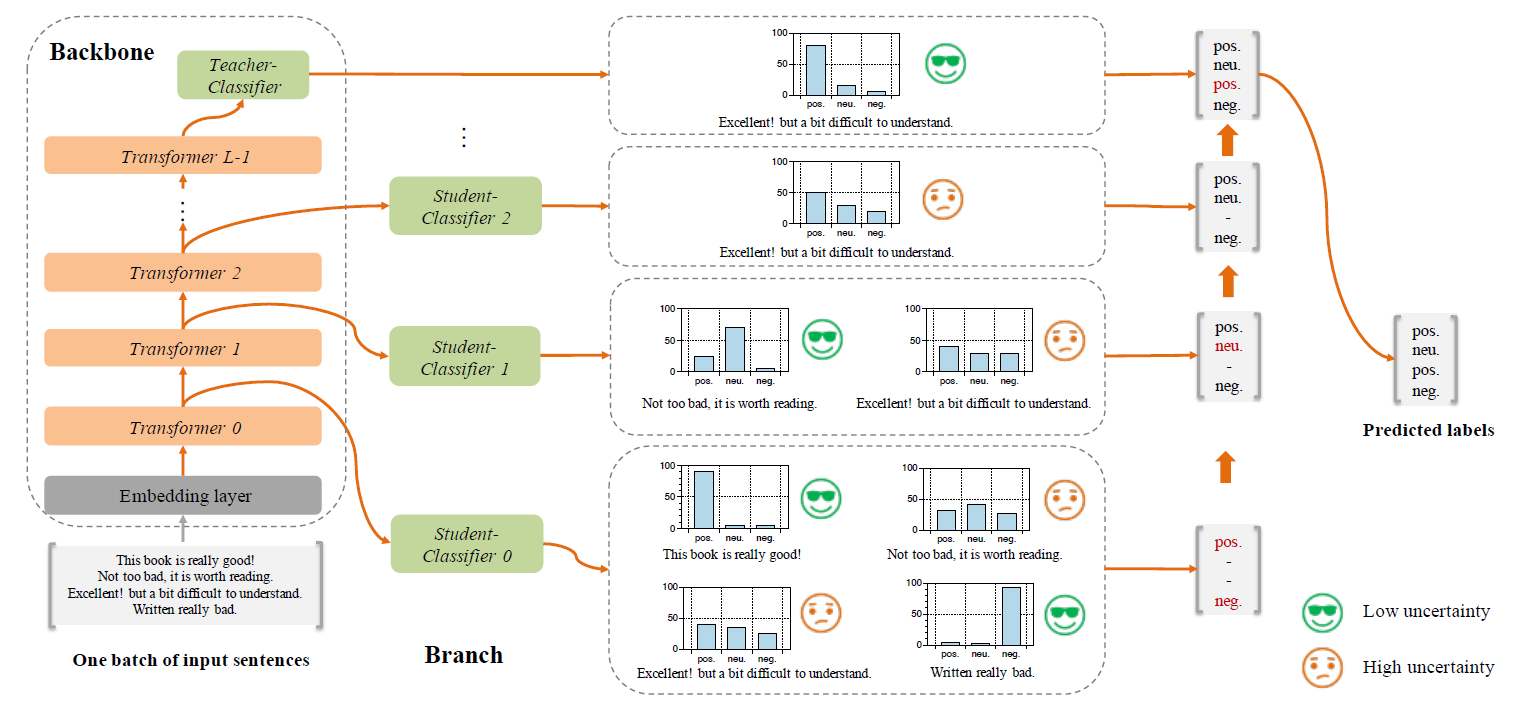 Backbone
Teacher-
Classifier
Transformer L-1
Transformer 2
Transformer 1
Transformer 0
Embedding layer
This book is really good!
Not too bad, it is worth reading.
Excellent! but a bit difficult to understand.
Written really bad.
One batch of input sentences
Student-
Classifier 2
Student-
Classifier 1
Student-
Classifier 0
Branch
100
50
0
pos. neu. neg.
Excellent! but a bit difficult to understand.
100
50
0
pos. neu. neg.
Excellent! but a bit difficult to understand.
100
50
0
pos. neu. neg.
Not too bad, it is worth reading.
100
50
0
pos. neu. neg.
Excellent! but a bit difficult to understand.
100
50
0
pos. neu. neg.
This book is really good!
100
50
0
pos. neu. neg.
Not too bad, it is worth reading.
100
50
0
pos. neu. neg.
Excellent! but a bit difficult to understand.
100
50
0
pos. neu. neg.
Written really bad.
pos.
neu.
pos.
neg.
pos.
neu.
-
neg.
pos.
neu.
-
neg.
pos.
-
-
neg.
pos.
neu.
pos.
neg.
Predicted labels
Low uncertainty
High uncertainty